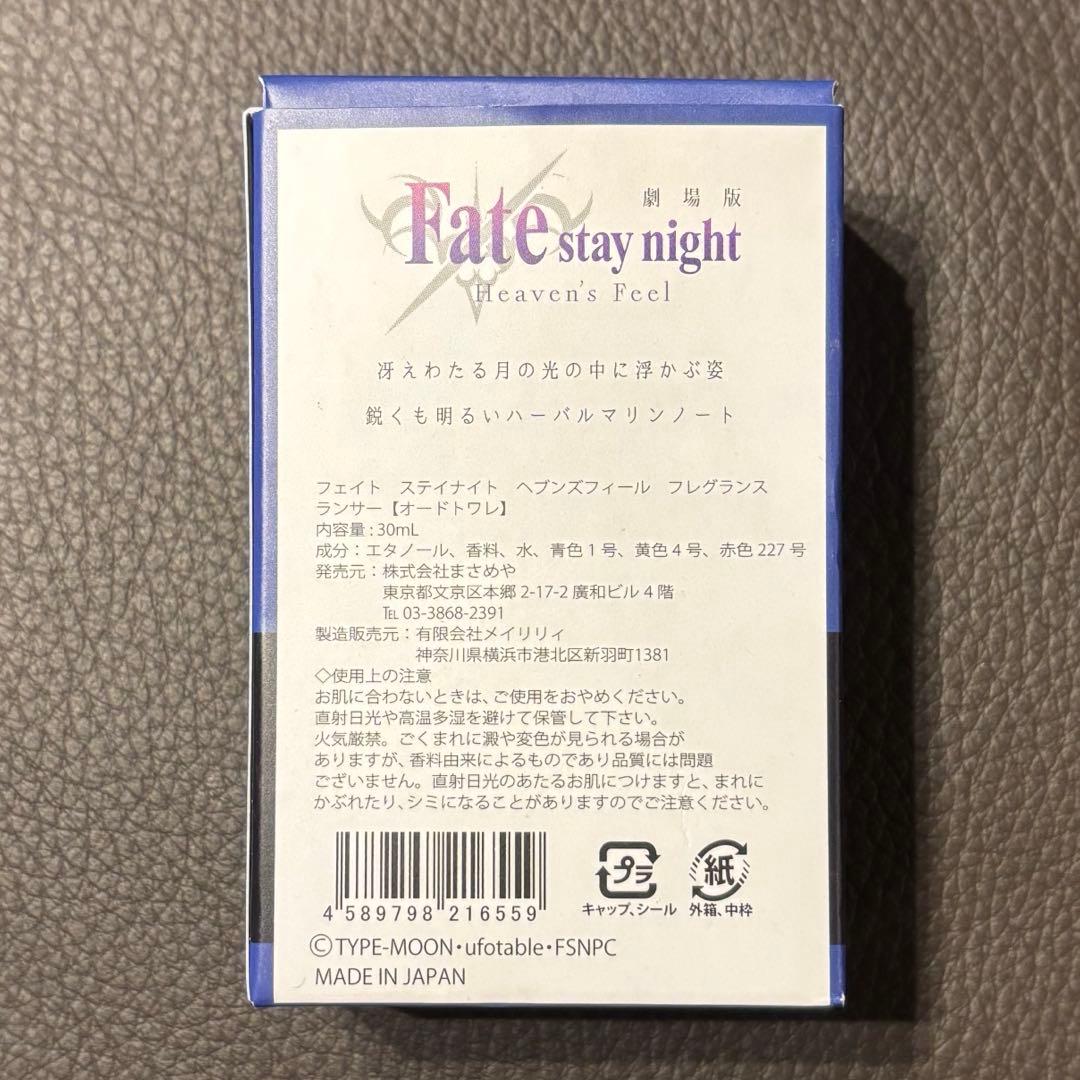 劇場版
Fate stay night
Heaven's Feel
冴えわたる月の光の中に浮かぶ姿
鋭くも明るいハーバルマリンノート
フェイト　ステイナイト　ヘブンズフィール　フレグランス
ランサー【オードトワレ】
内容量：30mL
成分：エタノール、香料、水、青色1号、黄色4号、赤色227号
発売元：株式会社まさめや
東京都文京区本郷2-17-2 廣和ビル4階
℡ 03-3868-2391
製造販売元：有限会社メイリリィ
神奈川県横浜市港北区新羽町1381
◇使用上の注意
お肌に合わないときは、ご使用をおやめください。
直射日光や高温多湿を避けて保管して下さい。
火気厳禁。ごくまれに澱や変色が見られる場合が
ありますが、香料由来によるものであり品質には問題
ございません。直射日光のあたるお肌につけますと、まれに
かぶれたり、シミになることがありますのでご注意ください。
4 589798 216559
プラ
キャップ、シール
紙
外箱、中枠
©TYPE-MOON・ufotable・FSNPC
MADE IN JAPAN